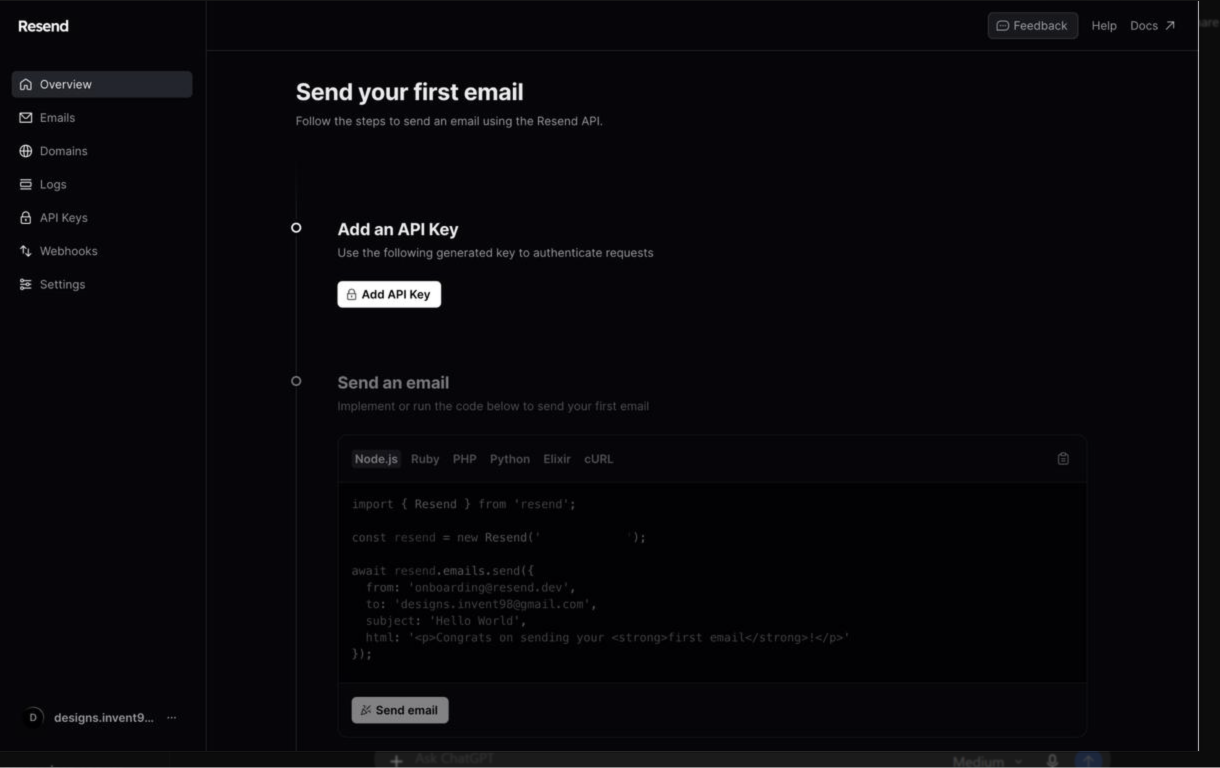 Resend
Feedback
Help
Docs
Overview
Emails
Domains
Logs
API Keys
Webhooks
Settings
Send your first email
Follow the steps to send an email using the Resend API.
Add an API Key
Use the following generated key to authenticate requests
Add API Key
Send an email
Implement or run the code below to send your first email
Node.js Ruby PHP Python Elixir cURL
import { Resend } from 'resend';
const resend = new Resend(' ');
await resend.emails.send({
from: 'onboarding@resend.dev',
to: 'designs.invent98@gmail.com',
subject: 'Hello World',
html: '<p>Congrats on sending your <strong>first email</strong>!</p>'
});
Send email
D designs.invent9... ...
Ask ChatGPT
Medium